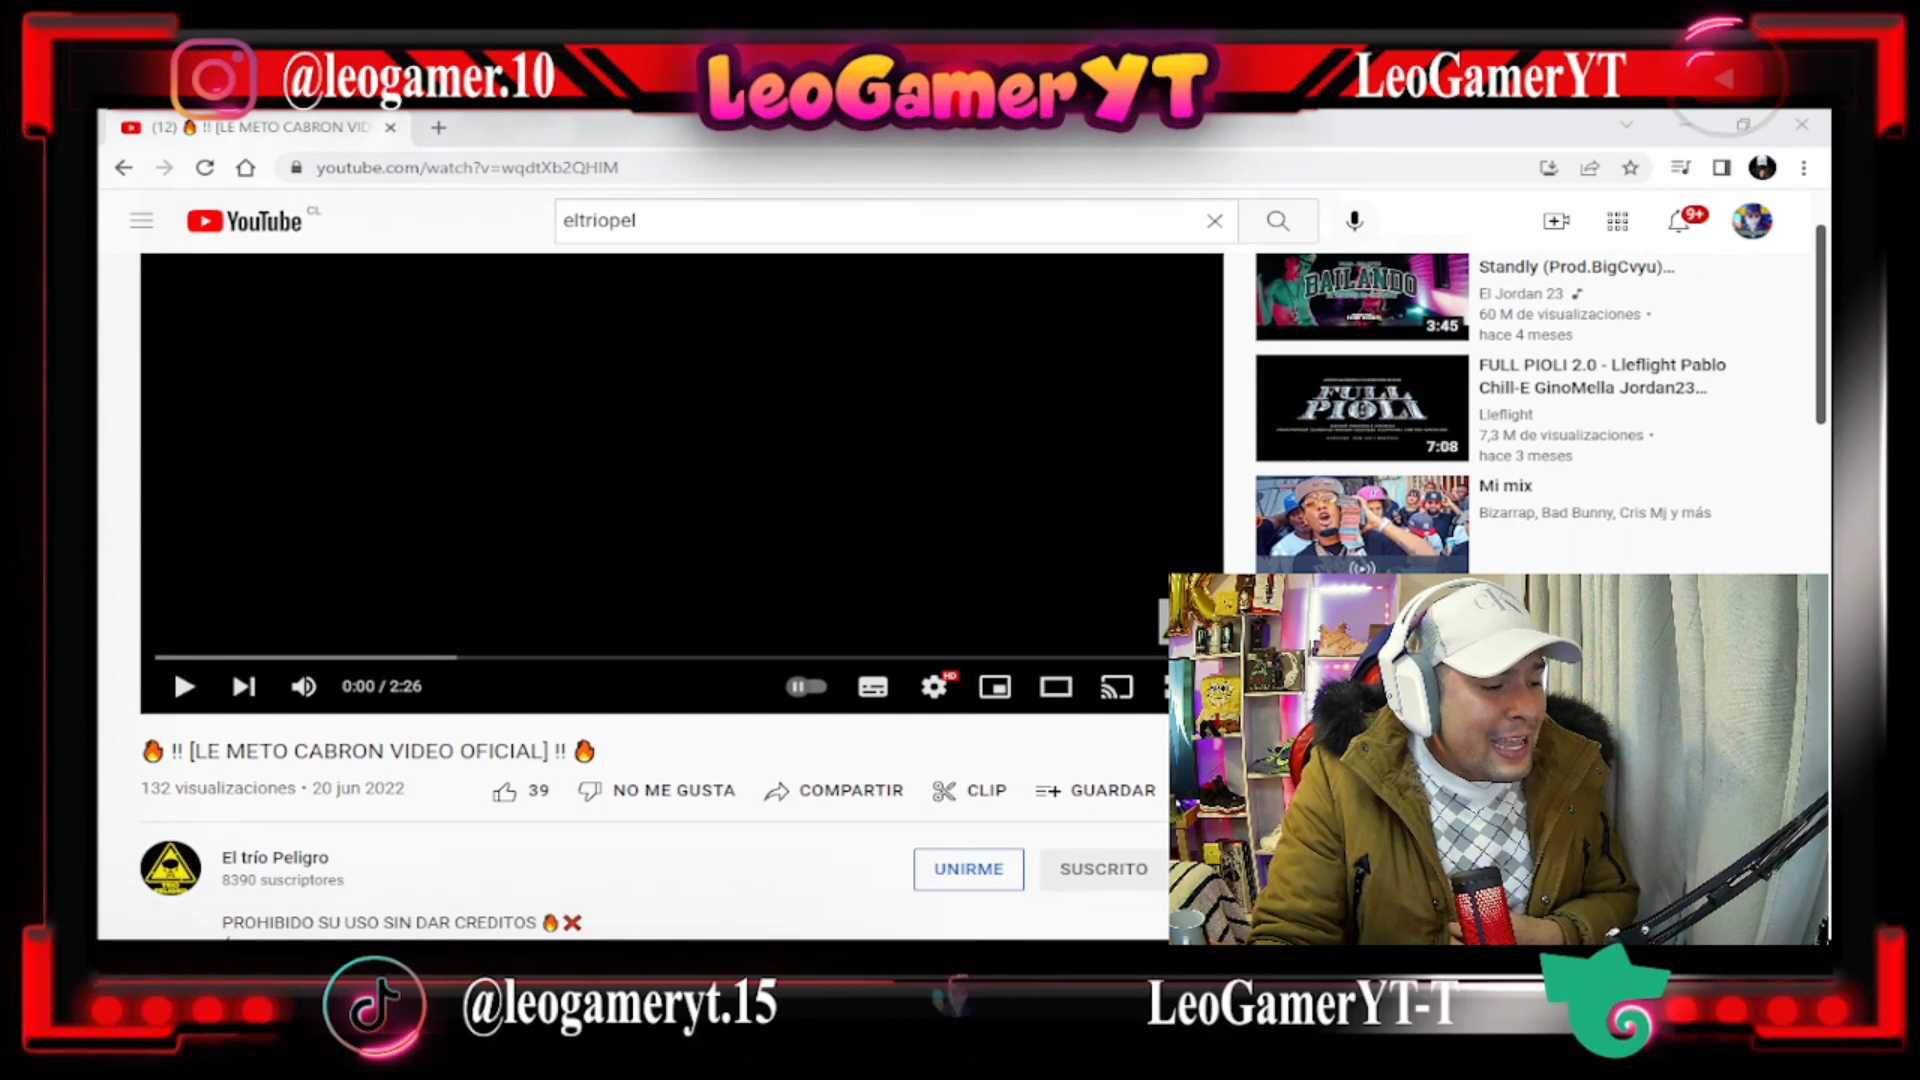 @leogamer.10
LeoGamerYT
LeoGamerYT
(12) 🔥 !! [LE METO CABRON VID
youtube.com/watch?v=wqdtXb2QHIM
YouTube CL
eltriopel
9+
BAILANDO
3:45
Standly (Prod.BigCvyu)...
El Jordan 23
60 M de visualizaciones •
hace 4 meses
FULL PIOLI
7:08
FULL PIOLI 2.0 - Lleflight Pablo
Chill-E GinoMella Jordan23...
Lleflight
7,3 M de visualizaciones •
hace 3 meses
Mi mix
Bizarrap, Bad Bunny, Cris Mj y más
0:00 / 2:26
HD
🔥 !! [LE METO CABRON VIDEO OFICIAL] !! 🔥
132 visualizaciones • 20 jun 2022
39
NO ME GUSTA
COMPARTIR
CLIP
GUARDAR
El trío Peligro
8390 suscriptores
UNIRME
SUSCRITO
PROHIBIDO SU USO SIN DAR CREDITOS 🔥❌
CK
@leogameryt.15
LeoGamerYT-T